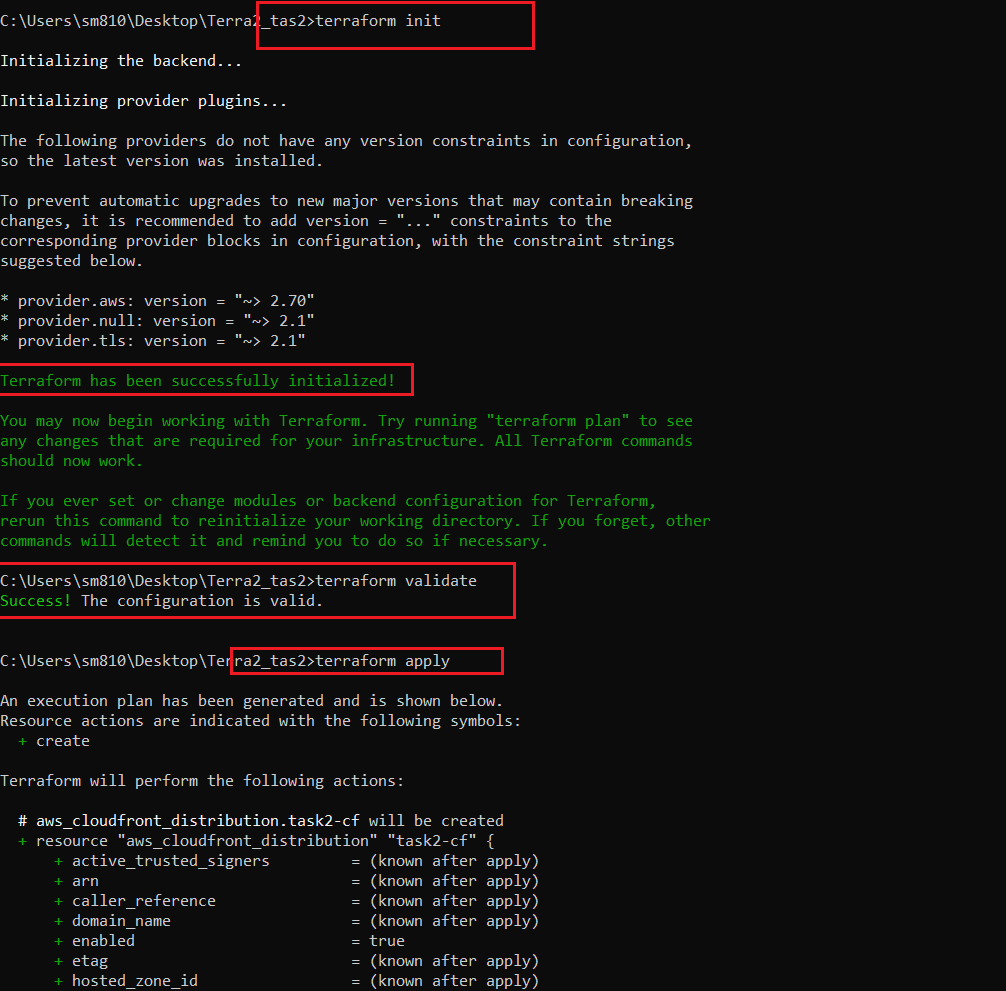 C:\Users\sm810\Desktop\Terra2_tas2>terraform init
Initializing the backend...
Initializing provider plugins...
The following providers do not have any version constraints in configuration,
so the latest version was installed.
To prevent automatic upgrades to new major versions that may contain breaking
changes, it is recommended to add version = "..." constraints to the
corresponding provider blocks in configuration, with the constraint strings
suggested below.
* provider.aws: version = "~> 2.70"
* provider.null: version = "~> 2.1"
* provider.tls: version = "~> 2.1"
Terraform has been successfully initialized!
You may now begin working with Terraform. Try running "terraform plan" to see
any changes that are required for your infrastructure. All Terraform commands
should now work.
If you ever set or change modules or backend configuration for Terraform,
rerun this command to reinitialize your working directory. If you forget, other
commands will detect it and remind you to do so if necessary.
C:\Users\sm810\Desktop\Terra2_tas2>terraform validate
Success! The configuration is valid.
C:\Users\sm810\Desktop\Terra2_tas2>terraform apply
An execution plan has been generated and is shown below.
Resource actions are indicated with the following symbols:
  + create
Terraform will perform the following actions:
  # aws_cloudfront_distribution.task2-cf will be created
  + resource "aws_cloudfront_distribution" "task2-cf" {
      + active_trusted_signers         = (known after apply)
      + arn                            = (known after apply)
      + caller_reference               = (known after apply)
      + domain_name                    = (known after apply)
      + enabled                        = true
      + etag                           = (known after apply)
      + hosted_zone_id                 = (known after apply)